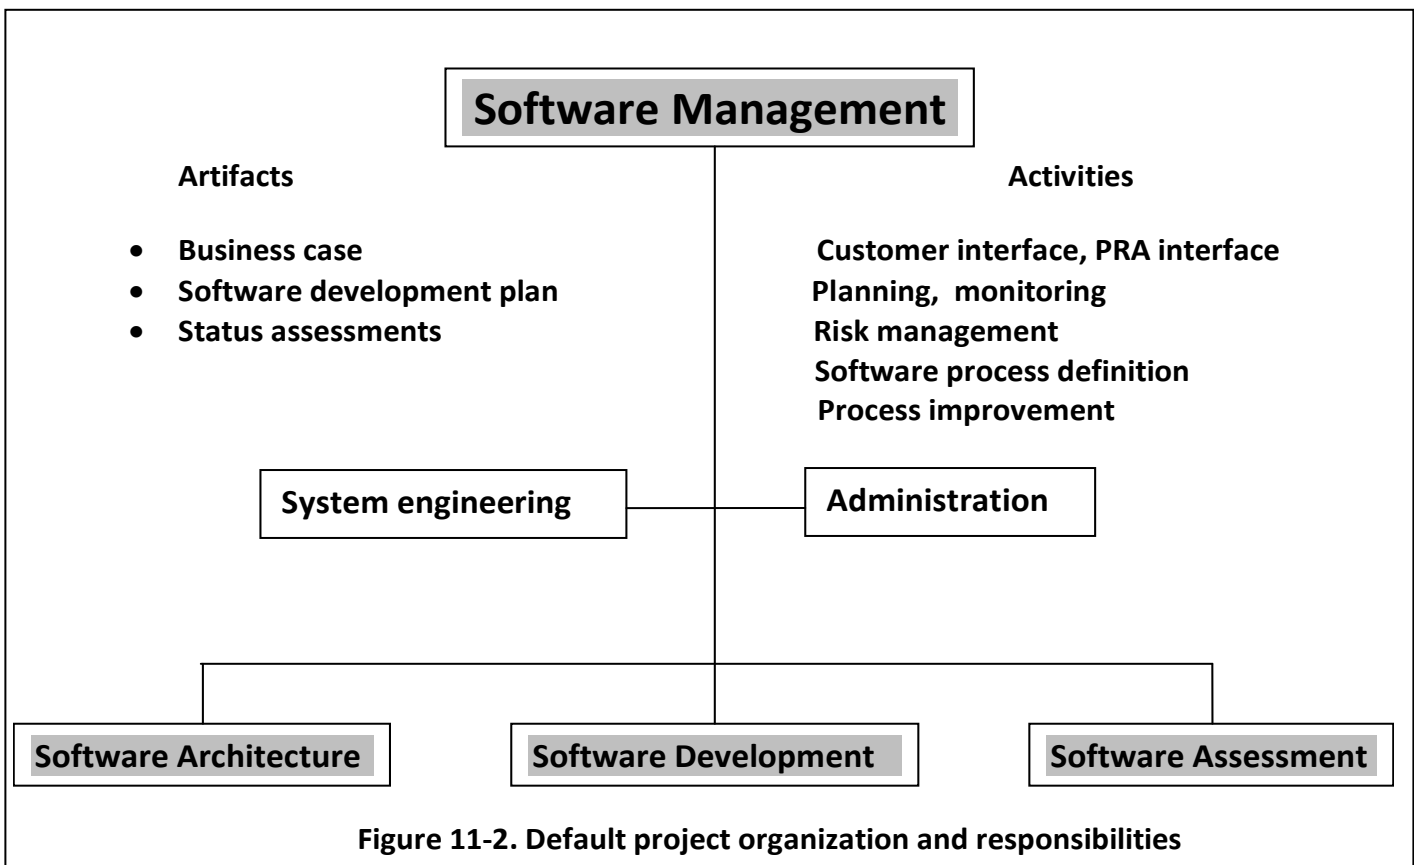 Software Management
Artifacts
Activities
• Business case
Customer interface, PRA interface
• Software development plan
Planning, monitoring
• Status assessments
Risk management
Software process definition
Process improvement
System engineering
Administration
Software Architecture
Software Development
Software Assessment
Figure 11-2. Default project organization and responsibilities